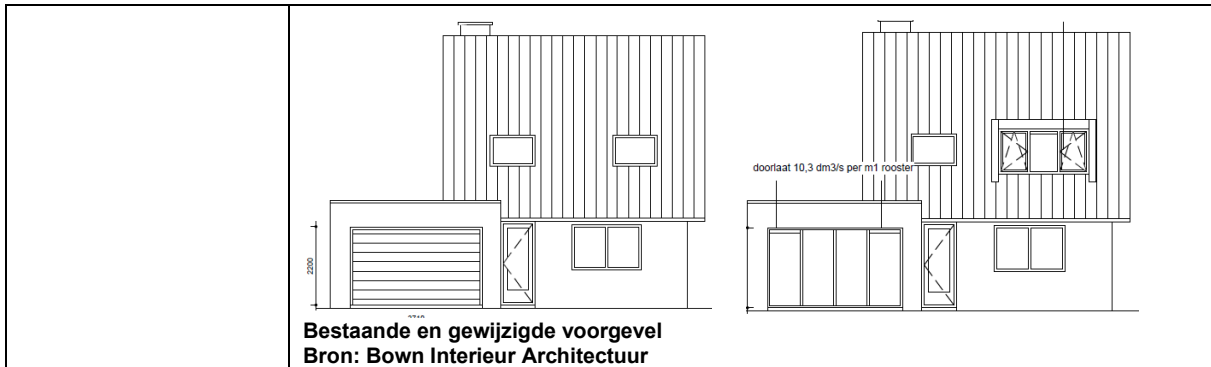 doorlaat 10,3 dm3/s per m1 rooster
2200
Bestaande en gewijzigde voorgevel
Bron: Bown Interieur Architectuur